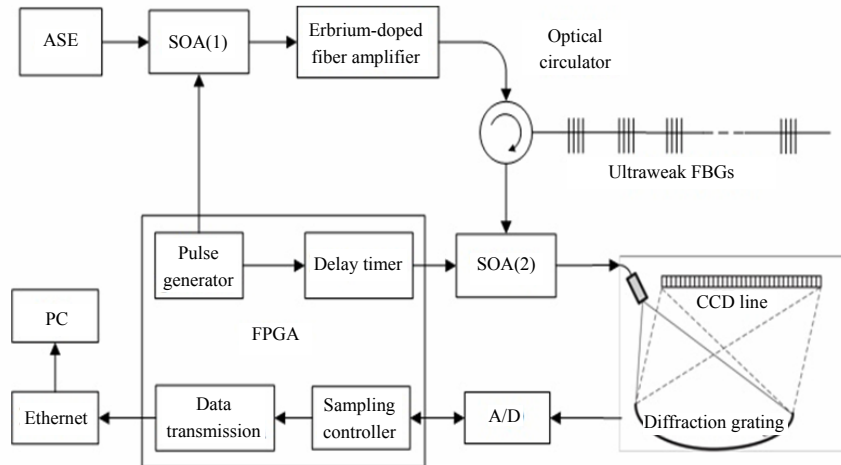 ASE
SOA(1)
Erbrium-doped
fiber amplifier
Optical
circulator
Ultraweak FBGs
Pulse
generator
Delay timer
SOA(2)
CCD line
PC
FPGA
Ethernet
Data
transmission
Sampling
controller
A/D
Diffraction grating